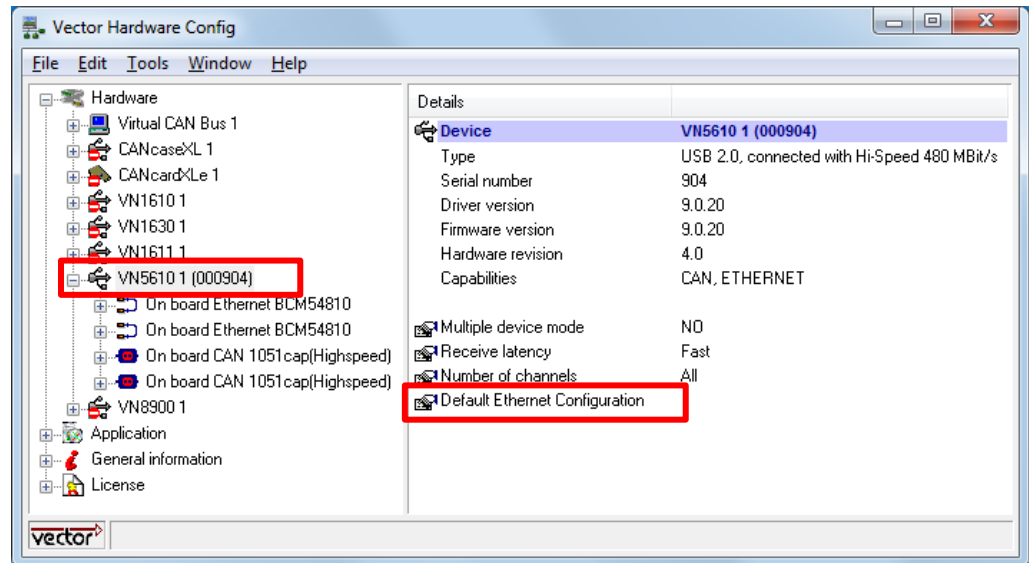 Vector Hardware Config
File Edit Tools Window Help
Hardware
Virtual CAN Bus 1
CANcaseXL 1
CANcardXLe 1
VN1610 1
VN1630 1
VN1611 1
VN5610 1 (000904)
On board Ethernet BCM54810
On board Ethernet BCM54810
On board CAN 1051cap(Highspeed)
On board CAN 1051cap(Highspeed)
VN8900 1
Application
General information
License
Details
Device VN5610 1 (000904)
Type USB 2.0, connected with Hi-Speed 480 MBit/s
Serial number 904
Driver version 9.0.20
Firmware version 9.0.20
Hardware revision 4.0
Capabilities CAN, ETHERNET
Multiple device mode NO
Receive latency Fast
Number of channels All
Default Ethernet Configuration
vector